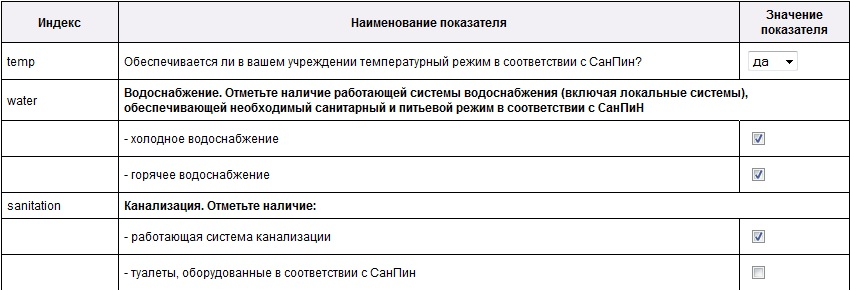 Индекс Наименование показателя Значение показателя
temp Обеспечивается ли в вашем учреждении температурный режим в соответствии с СанПин? да
water Водоснабжение. Отметьте наличие работающей системы водоснабжения (включая локальные системы),
обеспечивающей необходимый санитарный и питьевой режим в соответствии с СанПиН
- холодное водоснабжение
- горячее водоснабжение
sanitation Канализация. Отметьте наличие:
- работающая система канализации
- туалеты, оборудованные в соответствии с СанПин